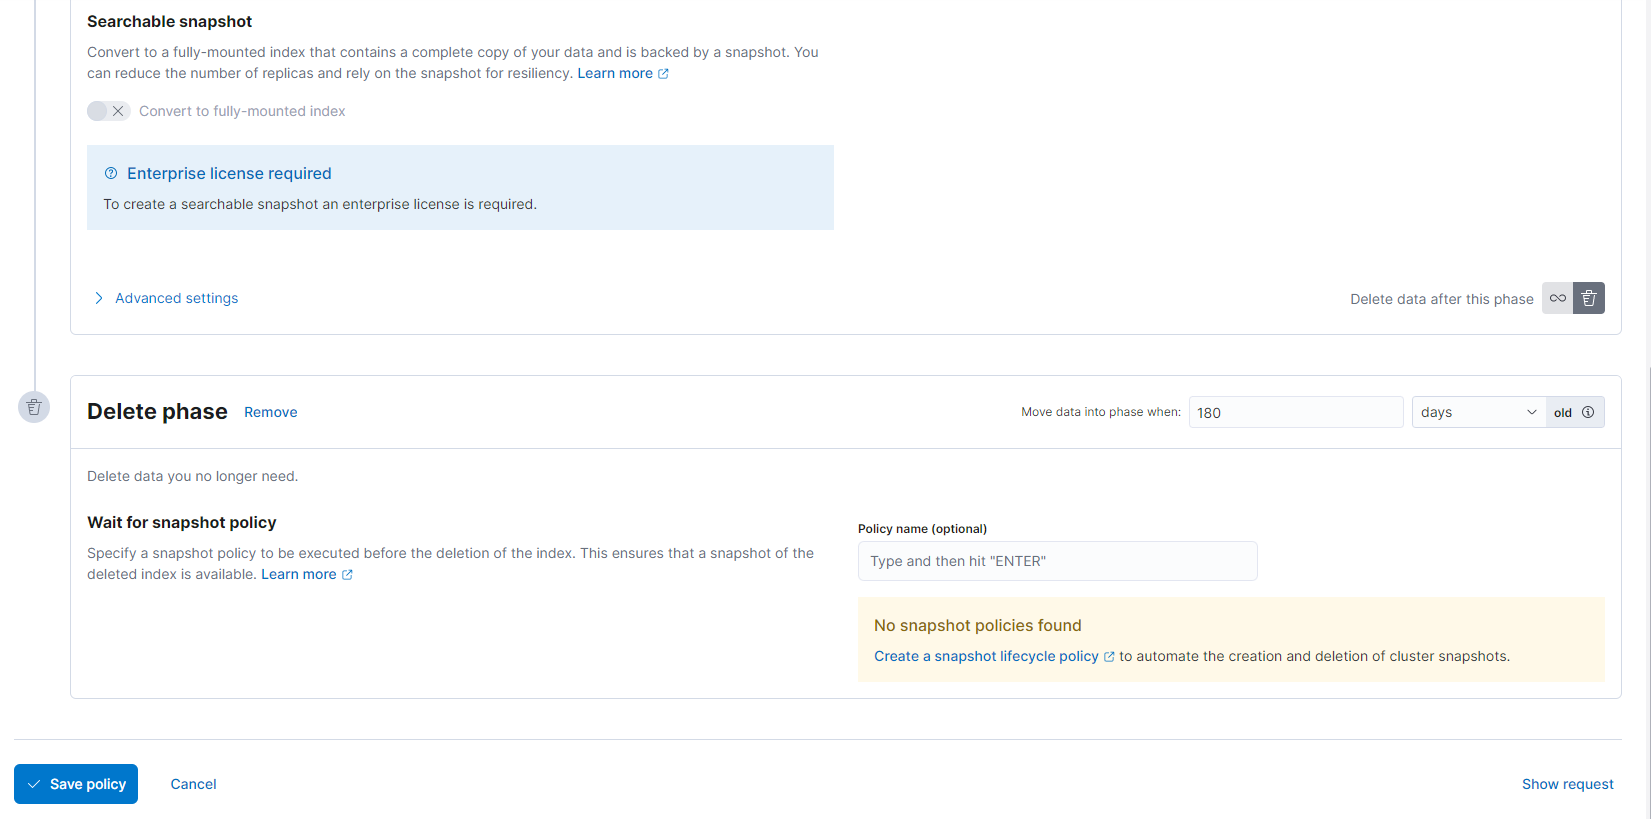 Searchable snapshot
Convert to a fully-mounted index that contains a complete copy of your data and is backed by a snapshot. You
can reduce the number of replicas and rely on the snapshot for resiliency. Learn more
Convert to fully-mounted index
Enterprise license required
To create a searchable snapshot an enterprise license is required.
Advanced settings
Delete data after this phase
Delete phase
Remove
Move data into phase when:
180
days
old
Delete data you no longer need.
Wait for snapshot policy
Specify a snapshot policy to be executed before the deletion of the index. This ensures that a snapshot of the
deleted index is available. Learn more
Policy name (optional)
Type and then hit "ENTER"
No snapshot policies found
Create a snapshot lifecycle policy to automate the creation and deletion of cluster snapshots.
Save policy
Cancel
Show request